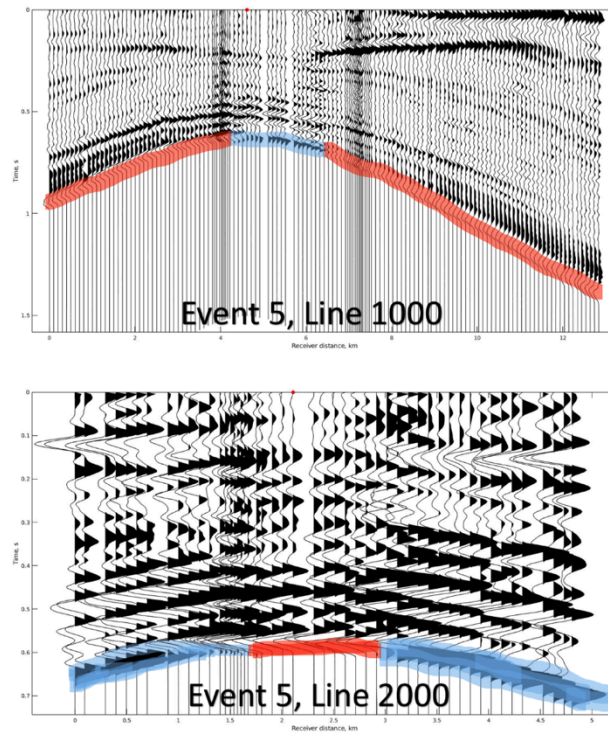 0
Time, s
0.5
1
1.5
Event 5, Line 1000
0 2 4 6 8 10 12
Receiver distance, km
0
0.1
0.2
0.3
Time, s
0.4
0.5
0.6
0.7
Event 5, Line 2000
0 0.5 1 1.5 2 2.5 3 3.5 4 4.5 5
Receiver distance, km